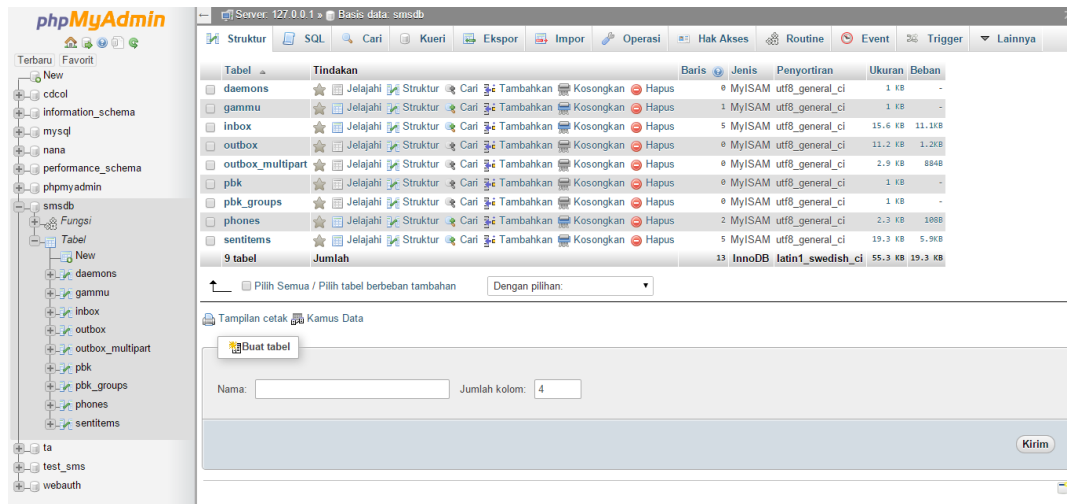 phpMyAdmin
Terbaru Favorit
New
cdcol
information_schema
mysql
nana
performance_schema
phpmyadmin
smsdb
Fungsi
Tabel
New
daemons
gammu
inbox
outbox
outbox_multipart
pbk
pbk_groups
phones
sentitems
ta
test_sms
webauth
Server: 127.0.0.1 » Basis data: smsdb
Struktur SQL Cari Kueri Ekspor Impor Operasi Hak Akses Routine Event Trigger Lainnya
Tabel Tindakan Baris Jenis Penyortiran Ukuran Beban
daemons Jelajahi Struktur Cari Tambahkan Kosongkan Hapus 0 MyISAM utf8_general_ci 1 KB -
gammu Jelajahi Struktur Cari Tambahkan Kosongkan Hapus 1 MyISAM utf8_general_ci 1 KB -
inbox Jelajahi Struktur Cari Tambahkan Kosongkan Hapus 5 MyISAM utf8_general_ci 15.6 KB 11.1KB
outbox Jelajahi Struktur Cari Tambahkan Kosongkan Hapus 0 MyISAM utf8_general_ci 11.2 KB 1.2KB
outbox_multipart Jelajahi Struktur Cari Tambahkan Kosongkan Hapus 0 MyISAM utf8_general_ci 2.9 KB 884B
pbk Jelajahi Struktur Cari Tambahkan Kosongkan Hapus 0 MyISAM utf8_general_ci 1 KB -
pbk_groups Jelajahi Struktur Cari Tambahkan Kosongkan Hapus 0 MyISAM utf8_general_ci 1 KB -
phones Jelajahi Struktur Cari Tambahkan Kosongkan Hapus 2 MyISAM utf8_general_ci 2.3 KB 108B
sentitems Jelajahi Struktur Cari Tambahkan Kosongkan Hapus 5 MyISAM utf8_general_ci 19.3 KB 5.9KB
9 tabel Jumlah 13 InnoDB latin1_swedish_ci 55.3 KB 19.3 KB
Pilih Semua / Pilih tabel berbeban tambahan Dengan pilihan:
Tampilan cetak Kamus Data
Buat tabel
Nama: Jumlah kolom: 4
Kirim